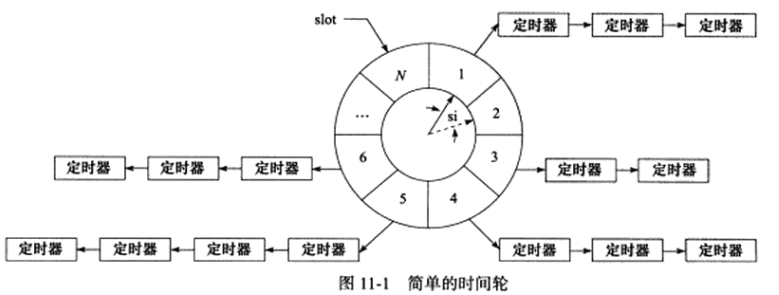 slot
定时器 定时器 定时器
N 1
… si 2
6 3
定时器 定时器 定时器 定时器 定时器
5 4
定时器 定时器 定时器 定时器 定时器 定时器 定时器
图 11-1 简单的时间轮